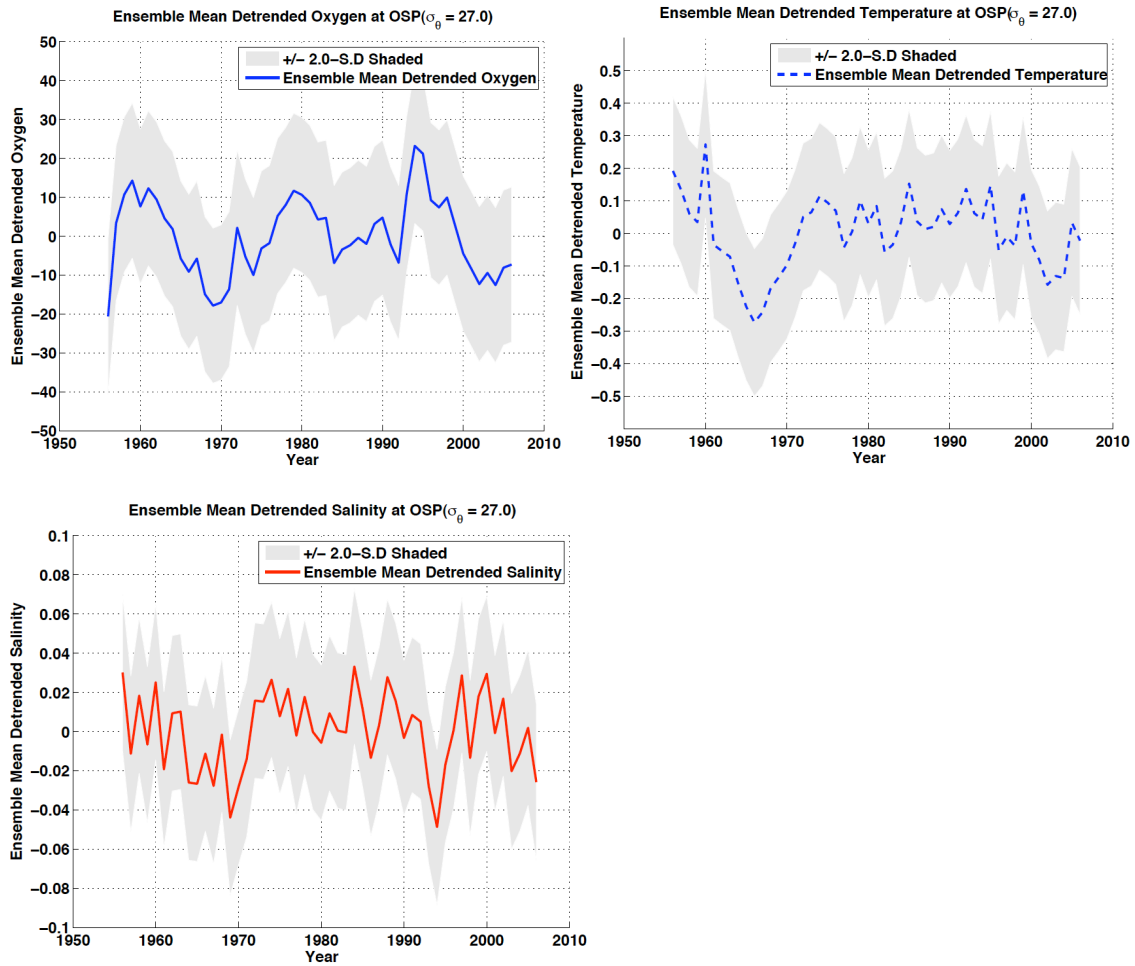 Ensemble Mean Detrended Oxygen at OSP(σθ = 27.0)
50
40
30
20
10
0
−10
−20
−30
−40
−50
Ensemble Mean Detrended Oxygen
+/− 2.0−S.D Shaded
Ensemble Mean Detrended Oxygen
1950 1960 1970 1980 1990 2000 2010
Year
Ensemble Mean Detrended Temperature at OSP(σθ = 27.0)
0.5
0.4
0.3
0.2
0.1
0
−0.1
−0.2
−0.3
−0.4
−0.5
Ensemble Mean Detrended Temperature
+/− 2.0−S.D Shaded
Ensemble Mean Detrended Temperature
1950 1960 1970 1980 1990 2000 2010
Year
Ensemble Mean Detrended Salinity at OSP(σθ = 27.0)
0.1
0.08
0.06
0.04
0.02
0
−0.02
−0.04
−0.06
−0.08
−0.1
Ensemble Mean Detrended Salinity
+/− 2.0−S.D Shaded
Ensemble Mean Detrended Salinity
1950 1960 1970 1980 1990 2000 2010
Year